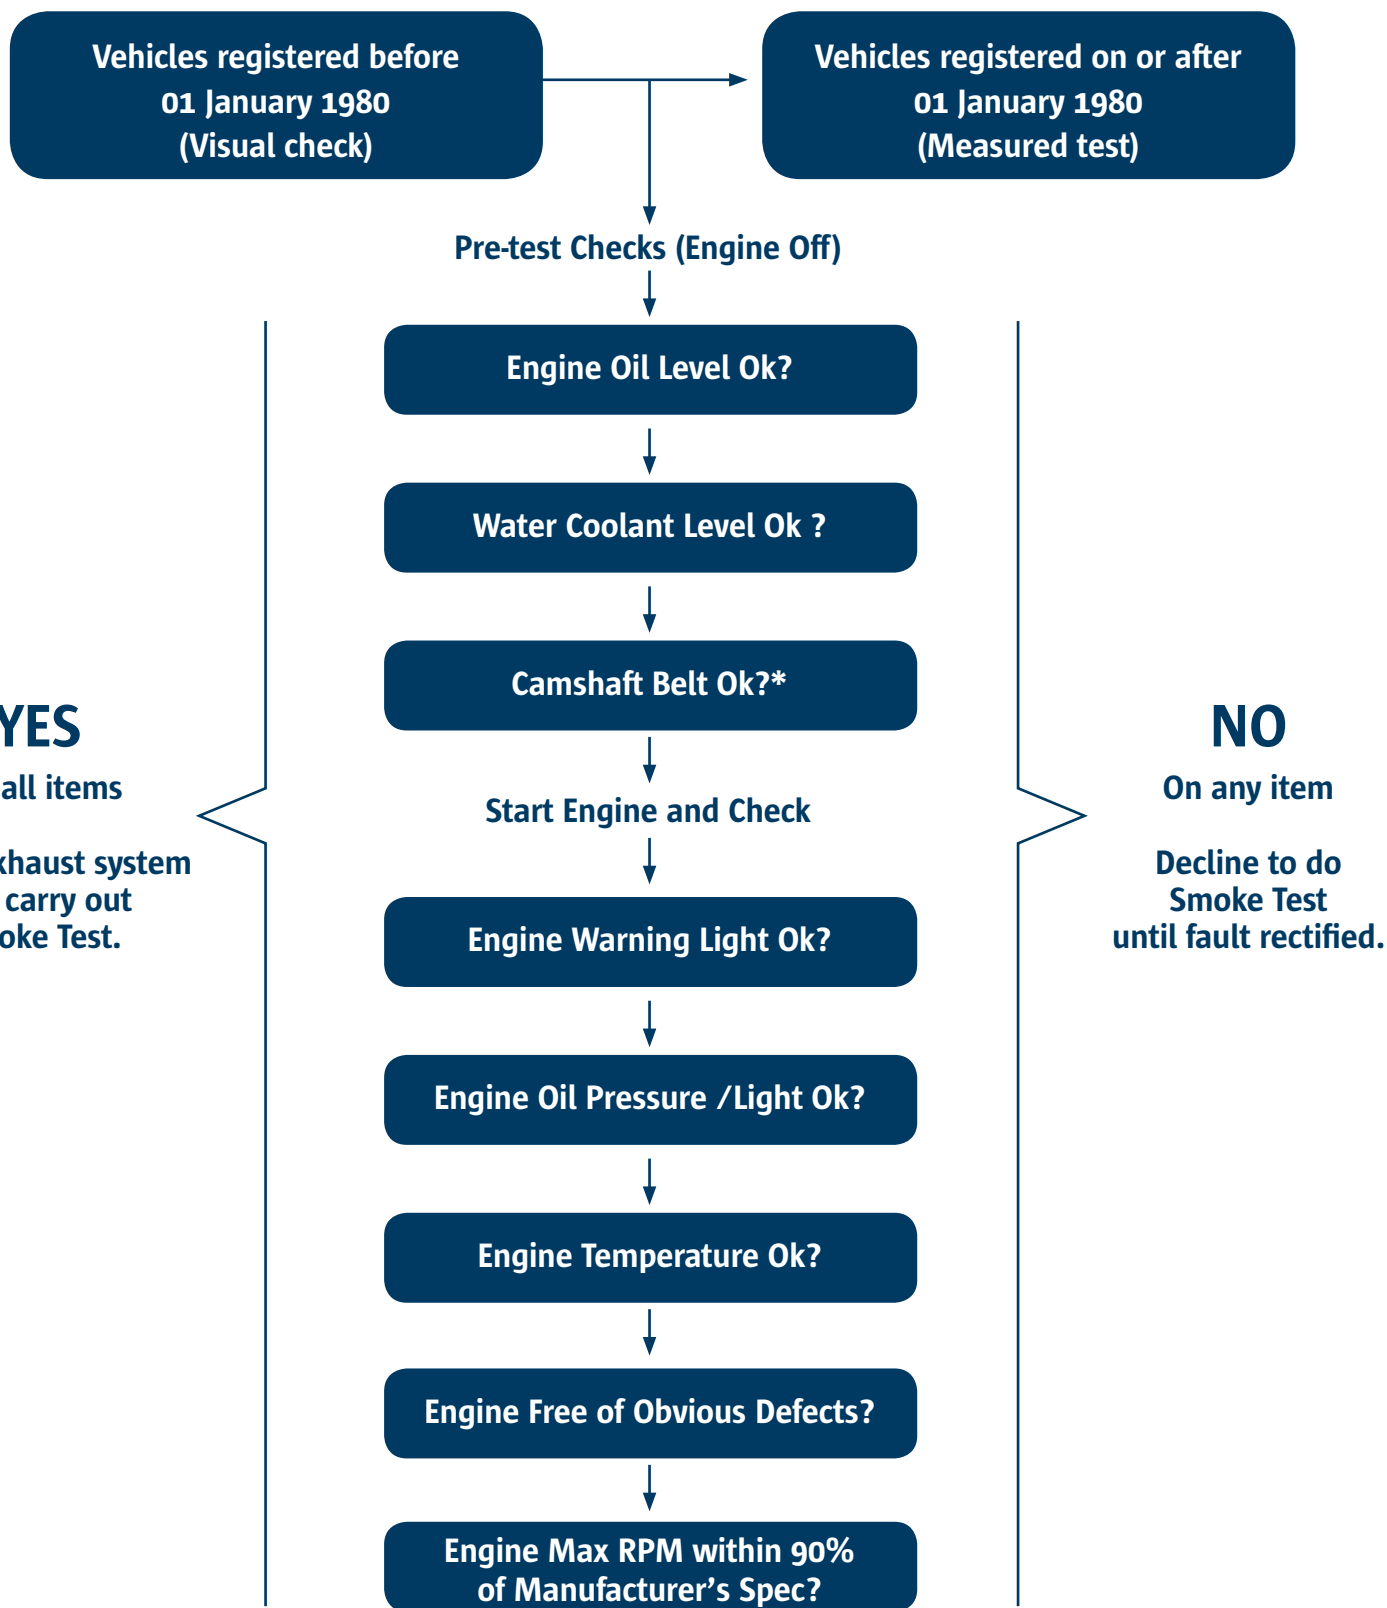 Vehicles registered before
01 January 1980
(Visual check)
Vehicles registered on or after
01 January 1980
(Measured test)
Pre-test Checks (Engine Off)
Engine Oil Level Ok?
Water Coolant Level Ok ?
Camshaft Belt Ok?*
YES
all items
exhaust system
carry out
Test.
NO
On any item
Decline to do
Smoke Test
until fault rectified.
Start Engine and Check
Engine Warning Light Ok?
Engine Oil Pressure /Light Ok?
Engine Temperature Ok?
Engine Free of Obvious Defects?
Engine Max RPM within 90%
of Manufacturer’s Spec?